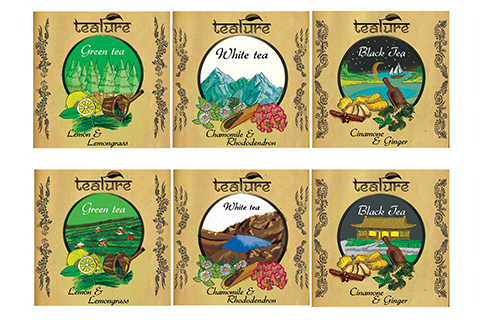 tealure
Green tea
Lemon &
Lemongrass
tealure
White tea
Chamomile &
Rhododendron
tealure
Black Tea
Cinamone
& Ginger
tealure
Green tea
Lemon &
Lemongrass
tealure
White tea
Chamomile &
Rhododendron
tealure
Black Tea
Cinamone
& Ginger